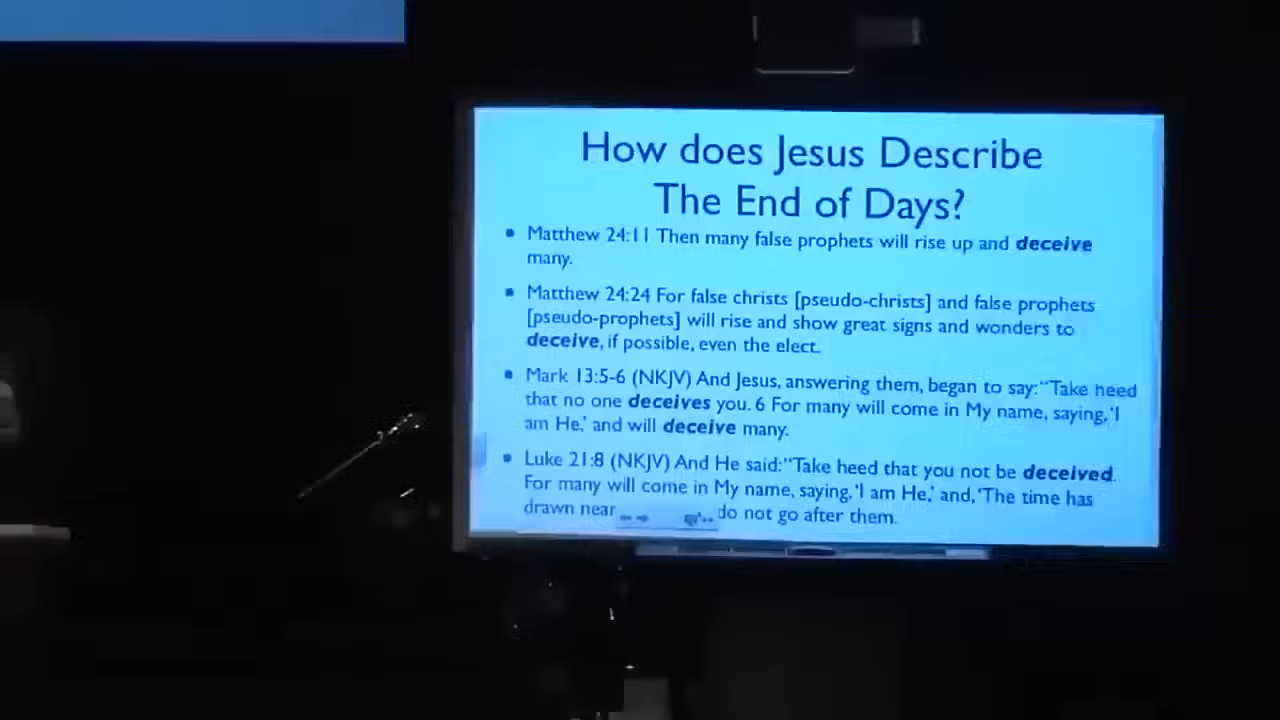 How does Jesus Describe
The End of Days?
• Matthew 24:11 Then many false prophets will rise up and deceive
many.
• Matthew 24:24 For false christs [pseudo-christs] and false prophets
[pseudo-prophets] will rise and show great signs and wonders to
deceive, if possible, even the elect.
• Mark 13:5-6 (NKJV) And Jesus, answering them, began to say: “Take heed
that no one deceives you. 6 For many will come in My name, saying, ‘I
am He,’ and will deceive many.
• Luke 21:8 (NKJV) And He said: “Take heed that you not be deceived.
For many will come in My name, saying, ‘I am He,’ and, ‘The time has
drawn near do not go after them.